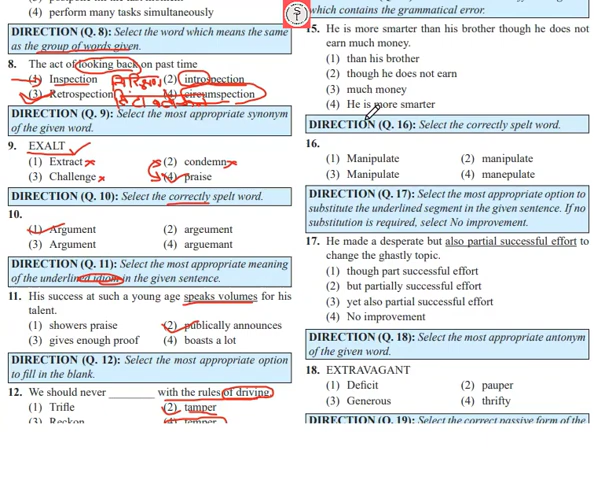 (4) perform many tasks simultaneously
DIRECTION (Q. 8): Select the word which means the same
as the group of words given.
8. The act of looking back on past time
(1) Inspection (2) introspection
(3) Retrospection (4) circumspection
DIRECTION (Q. 9): Select the most appropriate synonym
of the given word.
9. EXALT
(1) Extract (2) condemn
(3) Challenge (4) praise
DIRECTION (Q. 10): Select the correctly spelt word.
10.
(1) Argument (2) argeument
(3) Argument (4) arguemant
DIRECTION (Q. 11): Select the most appropriate meaning
of the underlined idiom in the given sentence.
11. His success at such a young age speaks volumes for his
talent.
(1) showers praise (2) publically announces
(3) gives enough proof (4) boasts a lot
DIRECTION (Q. 12): Select the most appropriate option
to fill in the blank.
12. We should never ________ with the rules of driving.
(1) Trifle (2) tamper
(3) Reckon (4) temper
which contains the grammatical error.
15. He is more smarter than his brother though he does not
earn much money.
(1) than his brother
(2) though he does not earn
(3) much money
(4) He is more smarter
DIRECTION (Q. 16): Select the correctly spelt word.
16.
(1) Manipulate (2) manipulate
(3) Manipulate (4) manepulate
DIRECTION (Q. 17): Select the most appropriate option to
substitute the underlined segment in the given sentence. If no
substitution is required, select No improvement.
17. He made a desperate but also partial successful effort to
change the ghastly topic.
(1) though part successful effort
(2) but partially successful effort
(3) yet also partial successful effort
(4) No improvement
DIRECTION (Q. 18): Select the most appropriate antonym
of the given word.
18. EXTRAVAGANT
(1) Deficit (2) pauper
(3) Generous (4) thrifty
DIRECTION (Q. 19): Select the correct passive form of the